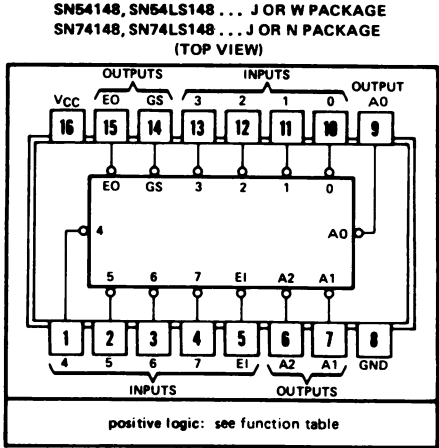 SN54148, SN54LS148 . . . J OR W PACKAGE
SN74148, SN74LS148 . . . J OR N PACKAGE
(TOP VIEW)
OUTPUTS INPUTS OUTPUT
VCC EO GS 3 2 1 0 A0
16 15 14 13 12 11 10 9
EO GS 3 2 1 0
4 A0
5 6 7 EI A2 A1
1 2 3 4 5 6 7 8
4 5 6 7 EI A2 A1 GND
INPUTS OUTPUTS
positive logic: see function table